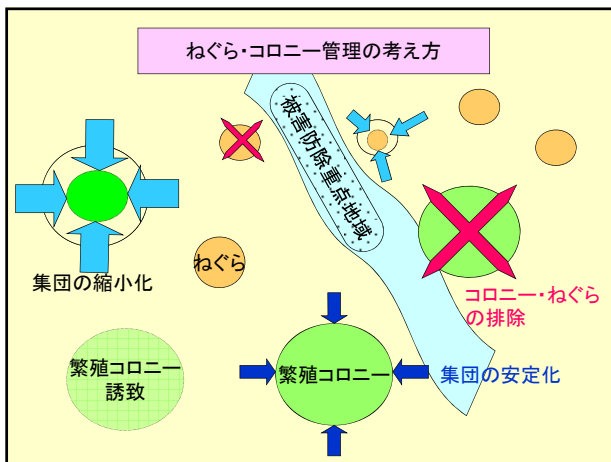 ねぐら・コロニー管理の考え方
被害防除重点地域
ねぐら
集団の縮小化
コロニー・ねぐら
の排除
繁殖コロニー
誘致
繁殖コロニー
集団の安定化